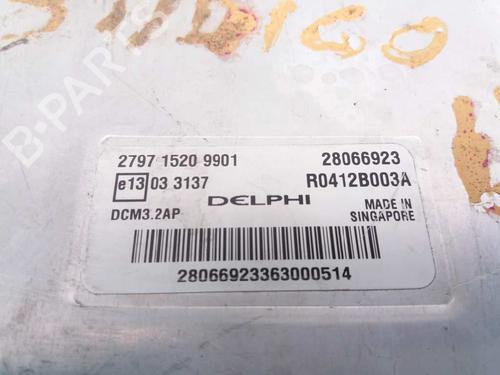 B-PARTS
2797 1520 9901 28066923
e13 03 3137 R0412B003A
DELPHI
DCM3.2AP MADE IN SINGAPORE
28066923363000514